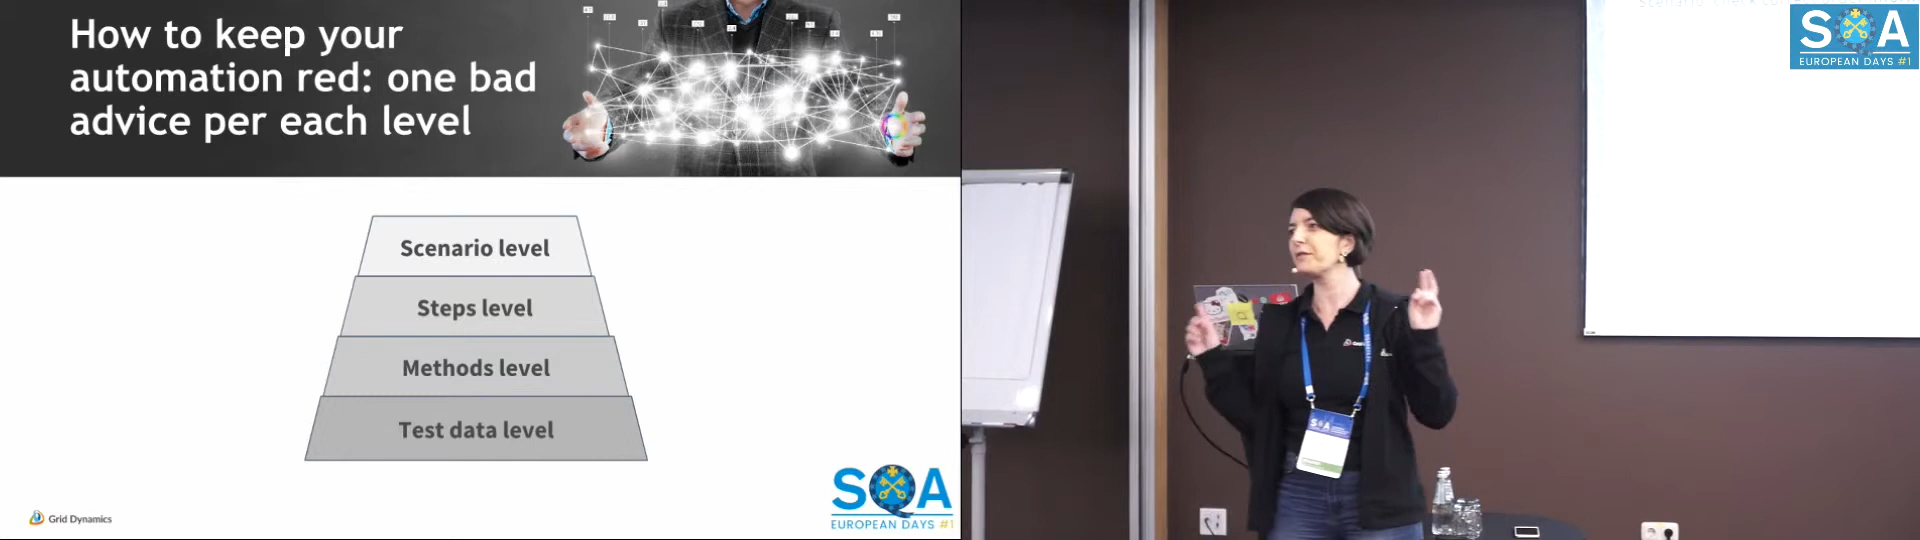 How to keep your
automation red: one bad
advice per each level
Scenario level
Steps level
Methods level
Test data level
Grid Dynamics
SQA
EUROPEAN DAYS #1
SQA
EUROPEAN DAYS #1
SQA